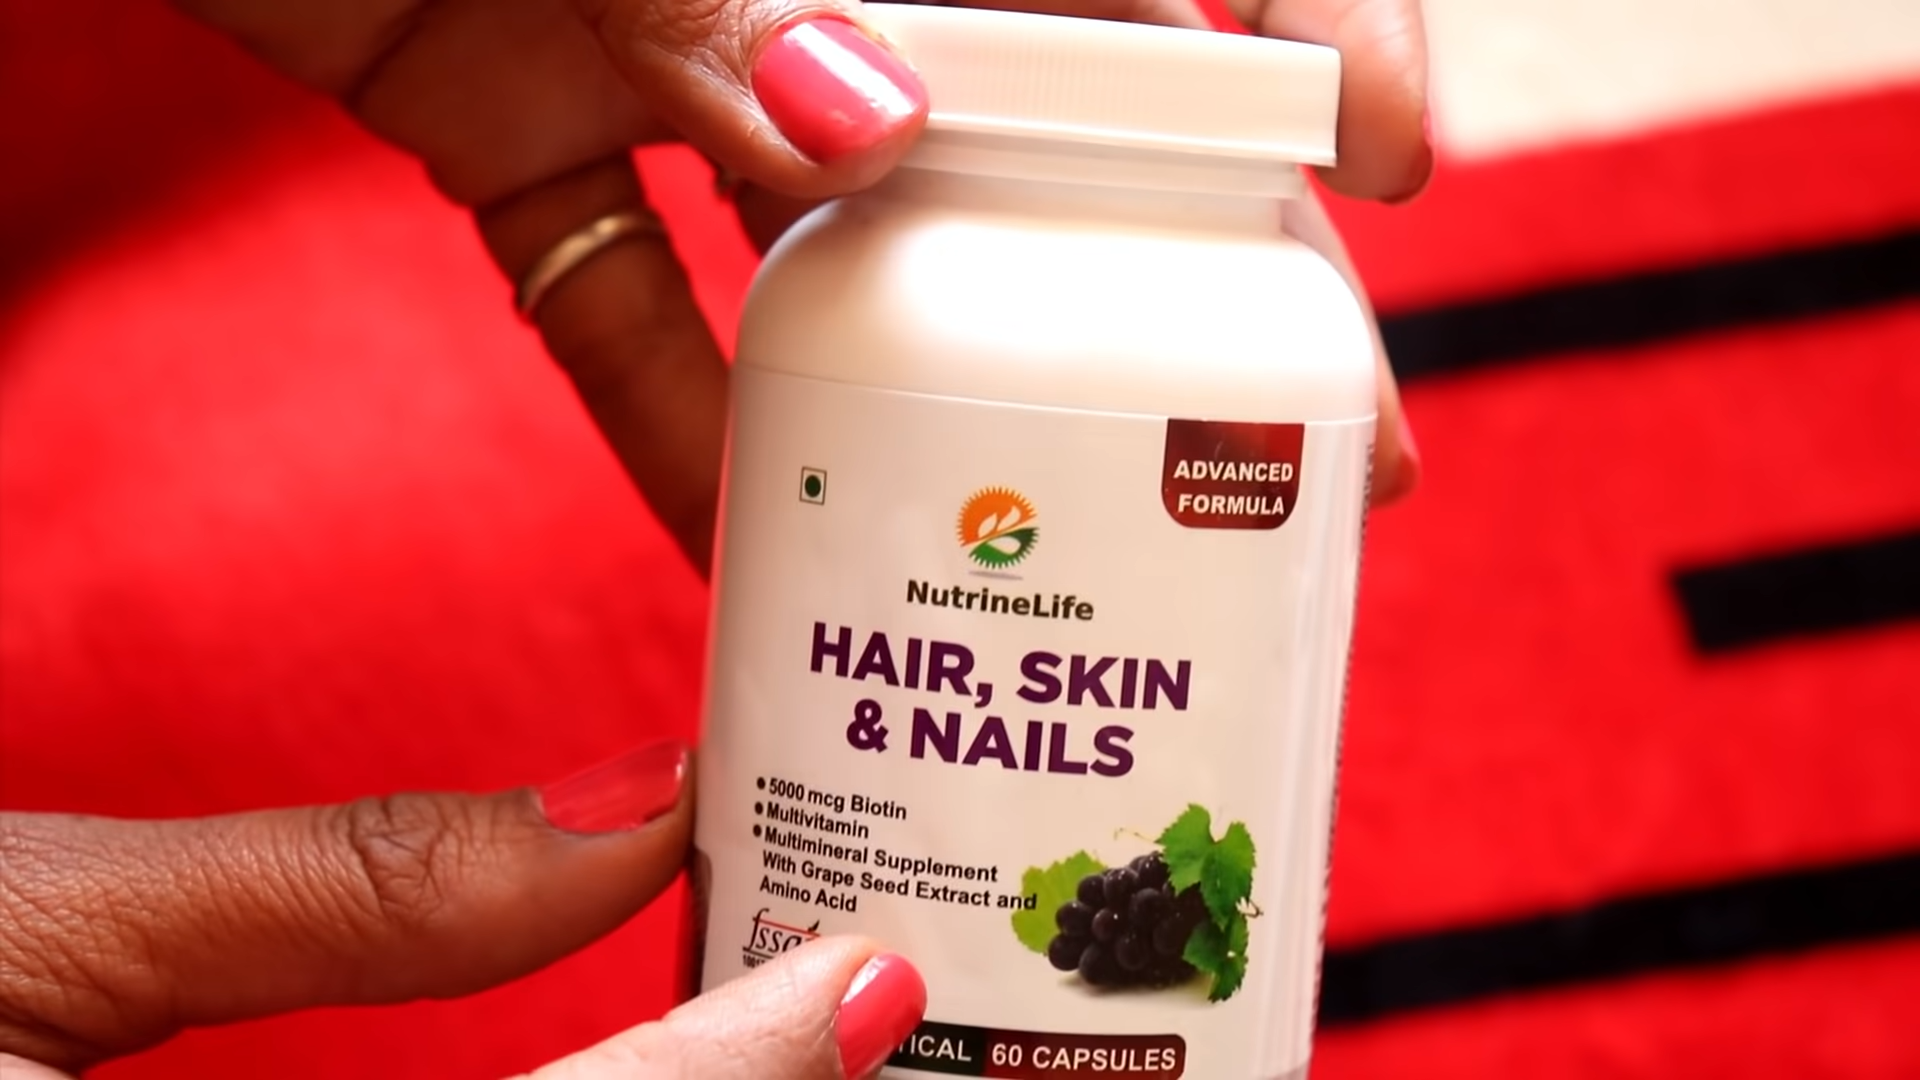 ADVANCED
FORMULA
NutrineLife
HAIR, SKIN
& NAILS
• 5000 mcg Biotin
• Multivitamin
• Multimineral Supplement
With Grape Seed Extract and
Amino Acid
60 CAPSULES